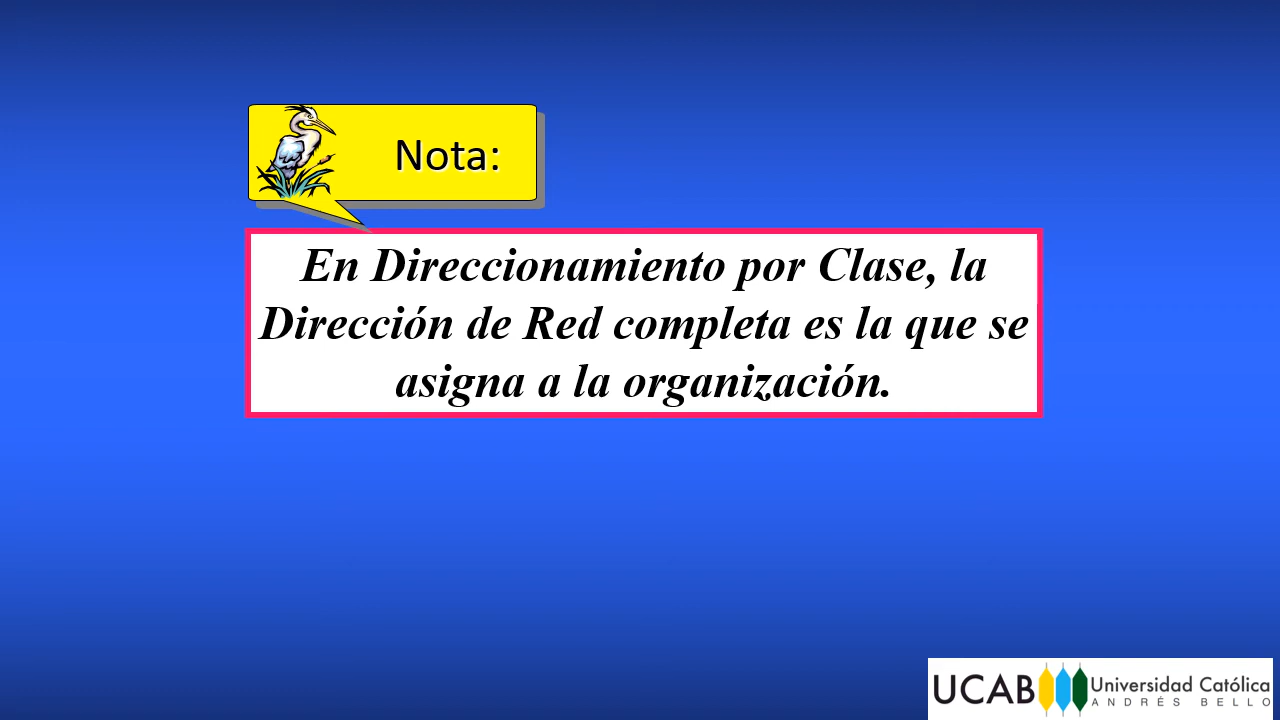 Nota:
En Direccionamiento por Clase, la
Dirección de Red completa es la que se
asigna a la organización.
UCAB
Universidad Católica
ANDRÉS BELLO